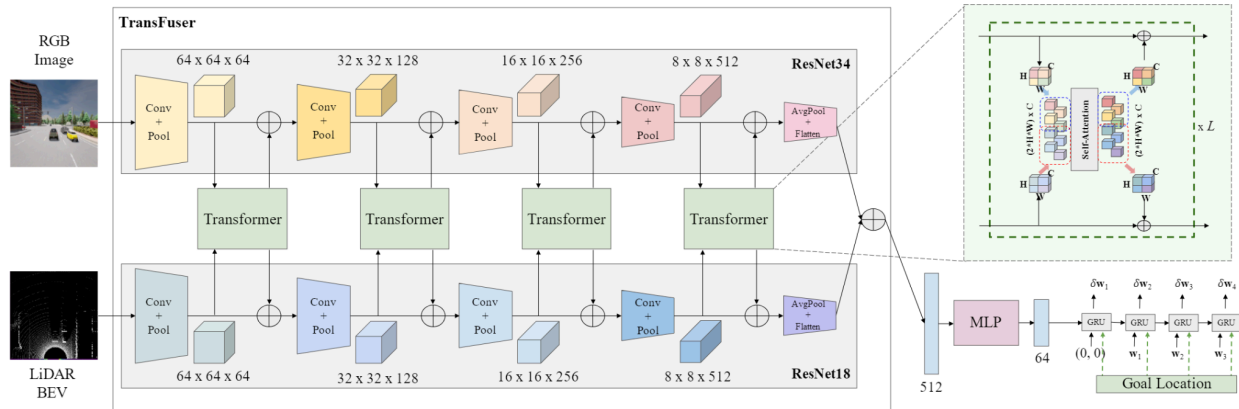 TransFuser
RGB
Image
64 x 64 x 64
32 x 32 x 128
16 x 16 x 256
8 x 8 x 512
ResNet34
Conv
+
Pool
Conv
+
Pool
Conv
+
Pool
Conv
+
Pool
AvgPool
+
Flatten
Transformer
Transformer
Transformer
Transformer
Conv
+
Pool
Conv
+
Pool
Conv
+
Pool
Conv
+
Pool
AvgPool
+
Flatten
64 x 64 x 64
32 x 32 x 128
16 x 16 x 256
8 x 8 x 512
ResNet18
LiDAR
BEV
H
C
W
C
H
W
(2*H*W) x C
Self-Attention
(2*H*W) x C
x L
H
C
W
H
C
W
512
MLP
64
δw₁
δw₂
δw₃
δw₄
GRU
GRU
GRU
GRU
(0, 0)
w₁
w₂
w₃
Goal Location